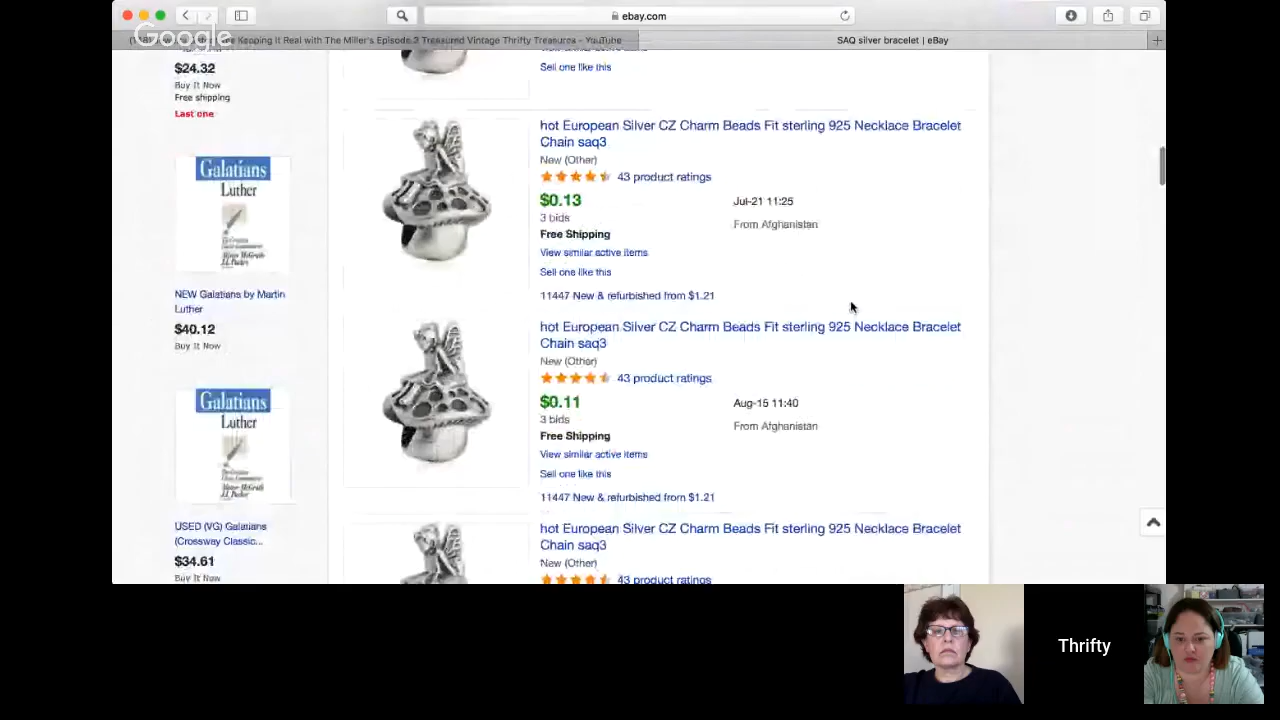 Google
ebay.com
Keeping It Real with The Miller's Episode 3 Treasured Vintage Thrifty Treasures - YouTube
SAQ silver bracelet | eBay
$24.32
Buy It Now
Free shipping
Last one
Galatians
Luther
NEW Galatians by Martin
Luther
$40.12
Buy It Now
Galatians
Luther
USED (VG) Galatians
(Crossway Classic...
$34.61
Buy It Now
Sell one like this
hot European Silver CZ Charm Beads Fit sterling 925 Necklace Bracelet
Chain saq3
New (Other)
43 product ratings
$0.13
Jul-21 11:25
3 bids
From Afghanistan
Free Shipping
View similar active items
Sell one like this
11447 New & refurbished from $1.21
hot European Silver CZ Charm Beads Fit sterling 925 Necklace Bracelet
Chain saq3
New (Other)
43 product ratings
$0.11
Aug-15 11:40
3 bids
From Afghanistan
Free Shipping
View similar active items
Sell one like this
11447 New & refurbished from $1.21
hot European Silver CZ Charm Beads Fit sterling 925 Necklace Bracelet
Chain saq3
New (Other)
43 product ratings
Thrifty